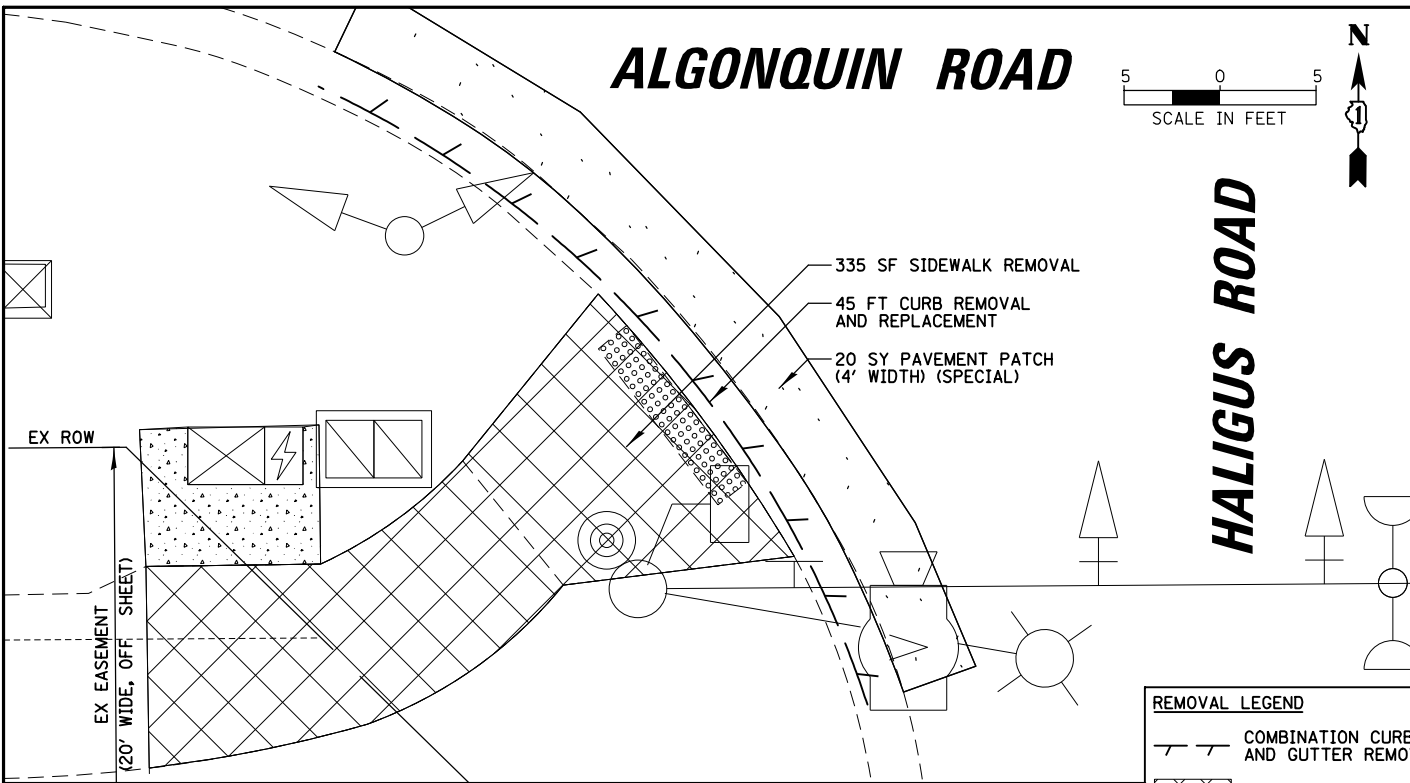 ALGONQUIN ROAD
5 0 5
SCALE IN FEET
N
1
HALIGUS ROAD
335 SF SIDEWALK REMOVAL
45 FT CURB REMOVAL
AND REPLACEMENT
20 SY PAVEMENT PATCH
(4' WIDTH) (SPECIAL)
EX ROW
EX EASEMENT
(20' WIDE, OFF SHEET)
REMOVAL LEGEND
COMBINATION CURB
AND GUTTER REMO